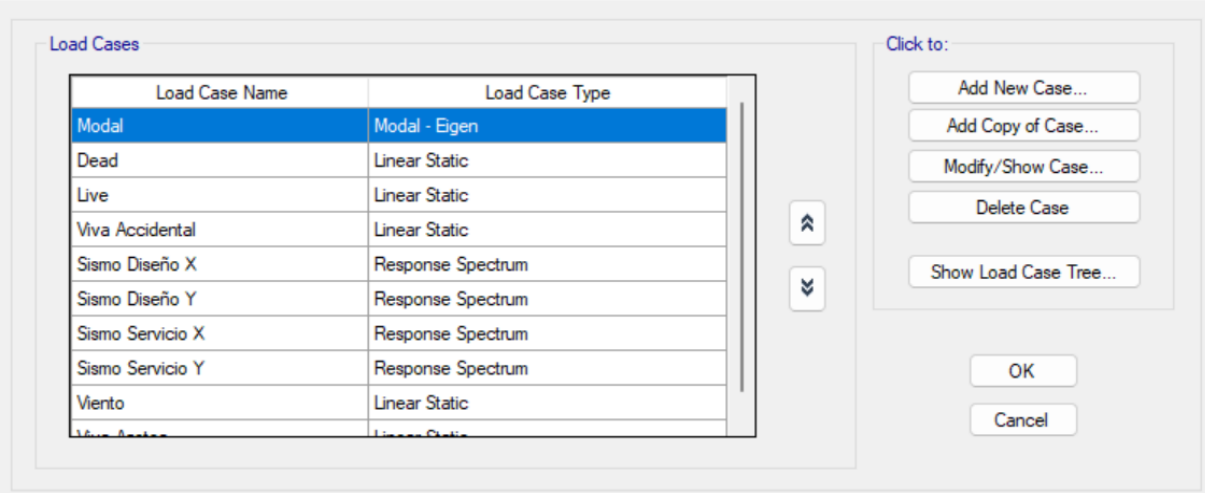 Load Cases
Click to:
Load Case Name Load Case Type
Modal Modal - Eigen
Dead Linear Static
Live Linear Static
Viva Accidental Linear Static
Sismo Diseño X Response Spectrum
Sismo Diseño Y Response Spectrum
Sismo Servicio X Response Spectrum
Sismo Servicio Y Response Spectrum
Viento Linear Static
Linear Static
Add New Case...
Add Copy of Case...
Modify/Show Case...
Delete Case
Show Load Case Tree...
OK
Cancel